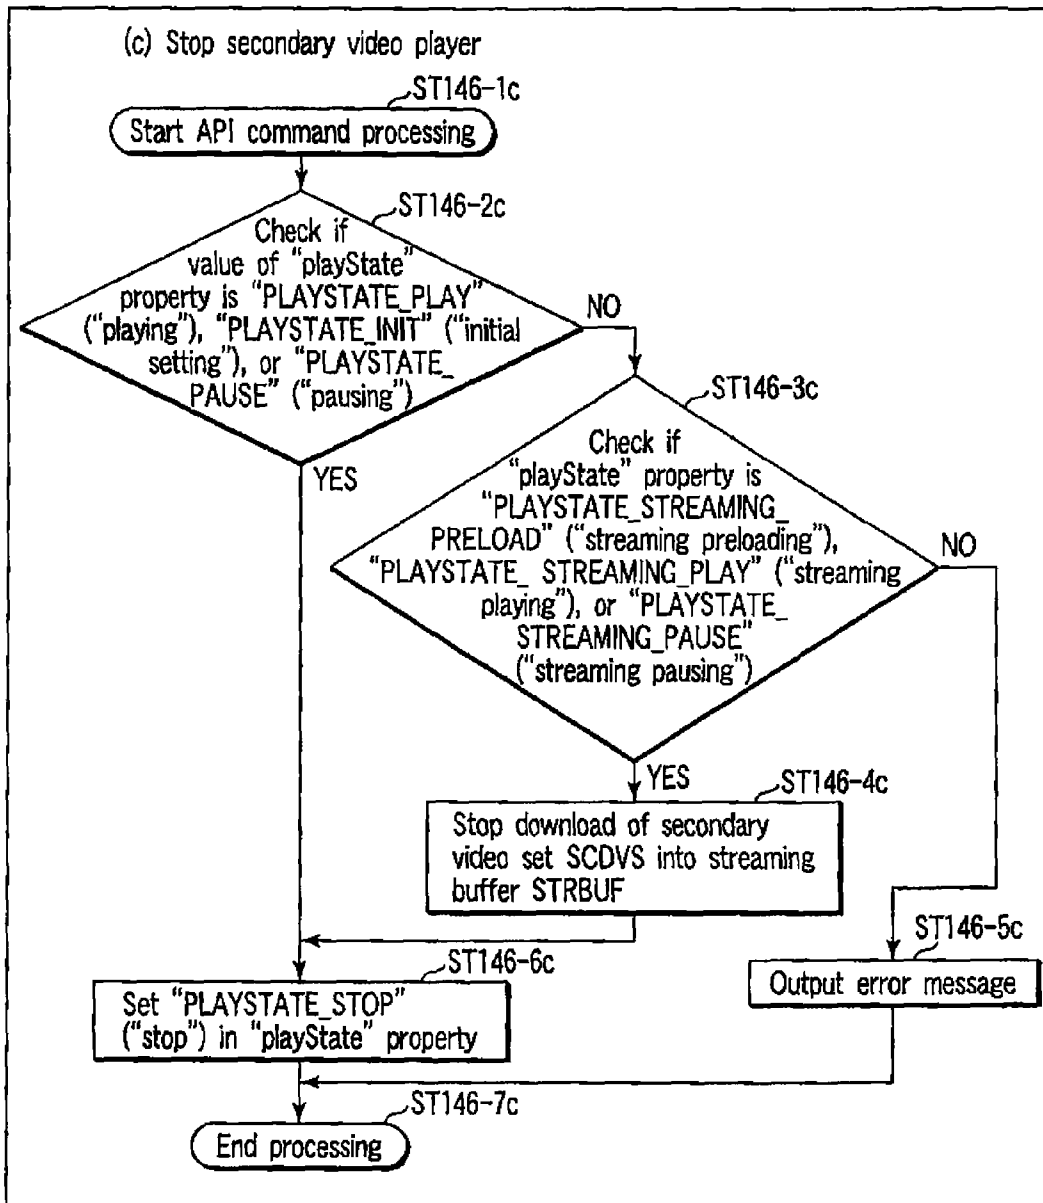 (c) Stop secondary video player
ST146-1c
Start API command processing
ST146-2c
Check if
value of “playState”
property is “PLAYSTATE_PLAY”
(“playing”), “PLAYSTATE_INIT” (“initial
setting”), or “PLAYSTATE_
PAUSE” (“pausing”)
NO
YES
ST146-3c
Check if
“playState” property is
“PLAYSTATE_STREAMING_
PRELOAD” (“streaming preloading”),
“PLAYSTATE_ STREAMING_PLAY” (“streaming
playing”), or “PLAYSTATE_
STREAMING_PAUSE”
(“streaming pausing”)
NO
YES
ST146-4c
Stop download of secondary
video set SCDVS into streaming
buffer STRBUF
ST146-5c
Output error message
ST146-6c
Set “PLAYSTATE_STOP”
(“stop”) in “playState” property
ST146-7c
End processing